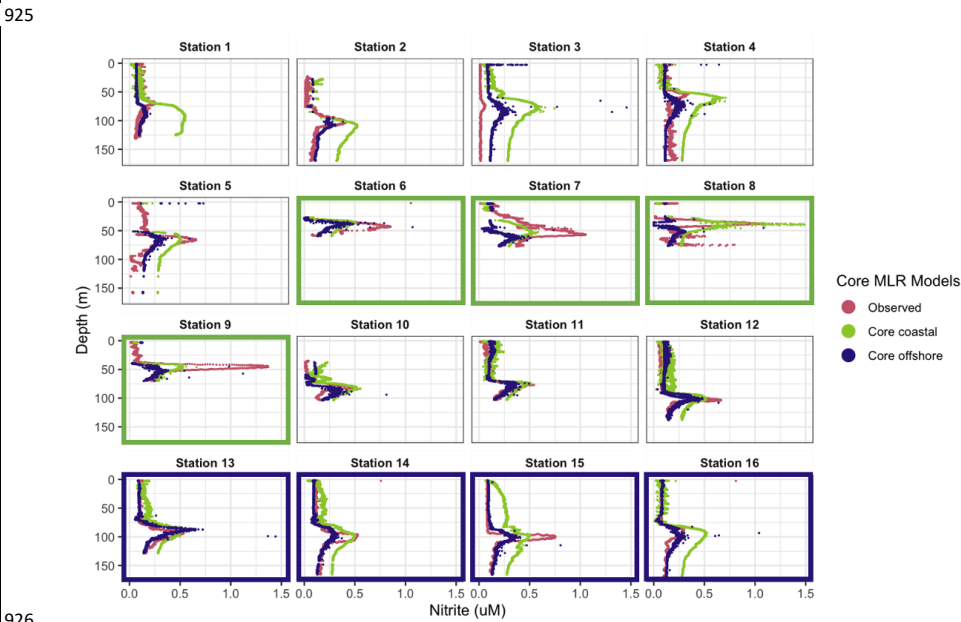 925
Station 1 Station 2 Station 3 Station 4
0
50
100
150
Station 5 Station 6 Station 7 Station 8
0
50
100
150
Station 9 Station 10 Station 11 Station 12
0
50
100
150
Station 13 Station 14 Station 15 Station 16
0
50
100
150
0.0 0.5 1.0 1.5 0.0 0.5 1.0 1.5 0.0 0.5 1.0 1.5 0.0 0.5 1.0 1.5
Depth (m)
Nitrite (uM)
Core MLR Models
Observed
Core coastal
Core offshore
926